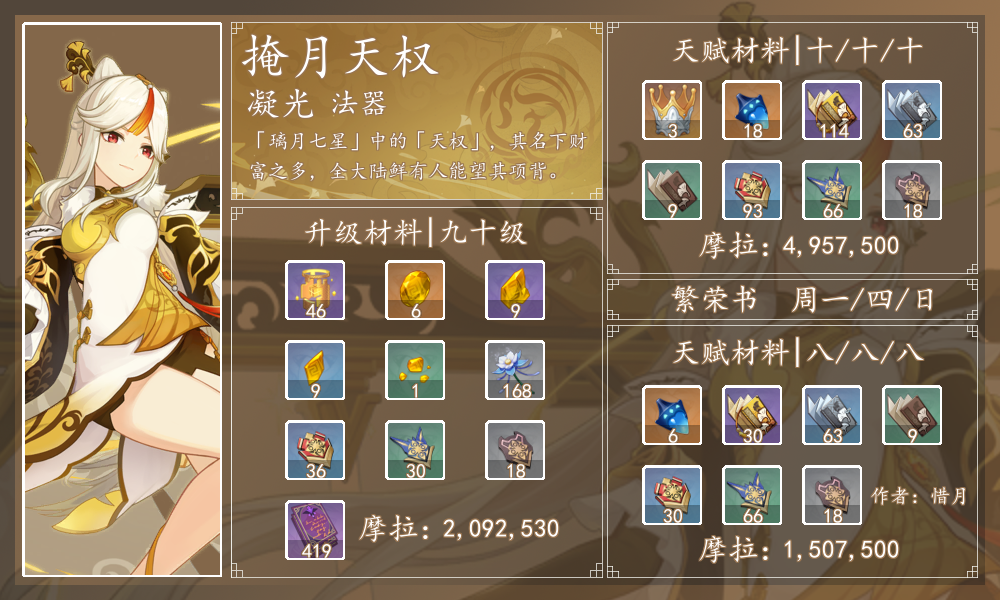 掩月天权
凝光 法器
「璃月七星」中的「天权」，其名下财
富之多，全大陆鲜有人能望其项背。
升级材料|九十级
46 6 9
9 1 168
36 30 18
419 摩拉：2,092,530
天赋材料|十/十/十
3 18 114 63
9 93 66 18
摩拉：4,957,500
繁荣书 周一/四/日
天赋材料|八/八/八
6 30 63 9
30 66 18 作者：惜月
摩拉：1,507,500